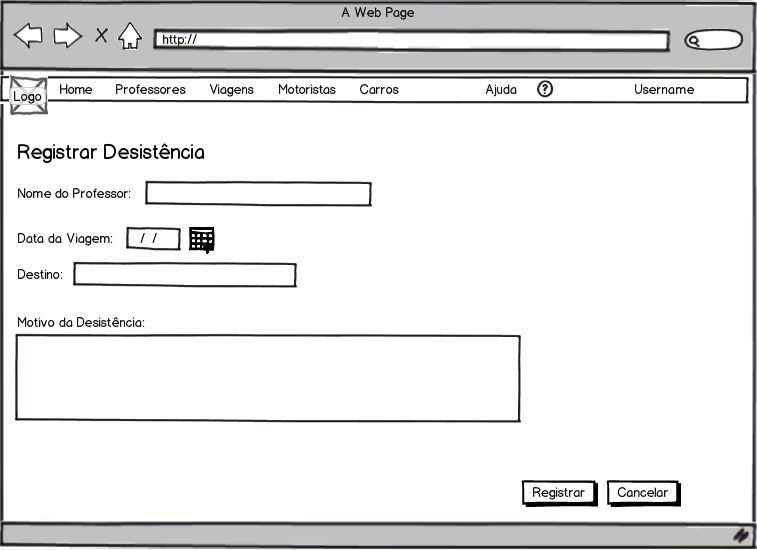 A Web Page
http://
Logo Home Professores Viagens Motoristas Carros Ajuda ? Username
Registrar Desistência
Nome do Professor:
Data da Viagem: / /
Destino:
Motivo da Desistência:
Registrar Cancelar